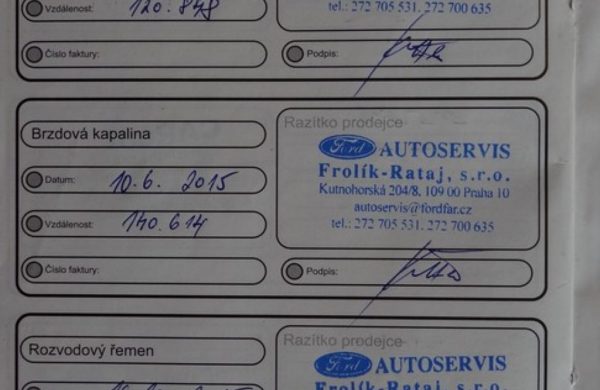 Vzdálenost: 120.848
tel.: 272 705 531. 272 700 635
Číslo faktury:
Podpis:
Brzdová kapalina
Razítko prodejce
Ford AUTOSERVIS
Frolík-Rataj, s.r.o.
Kutnohorská 204/8, 109 00 Praha 10
autoservis@fordfar.cz
tel.: 272 705 531. 272 700 635
Datum: 10.6. 2015
Vzdálenost: 140.614
Číslo faktury:
Podpis:
Rozvodový řemen
Razítko prodejce
Ford AUTOSERVIS
Frolík-Rataj, s.r.o.